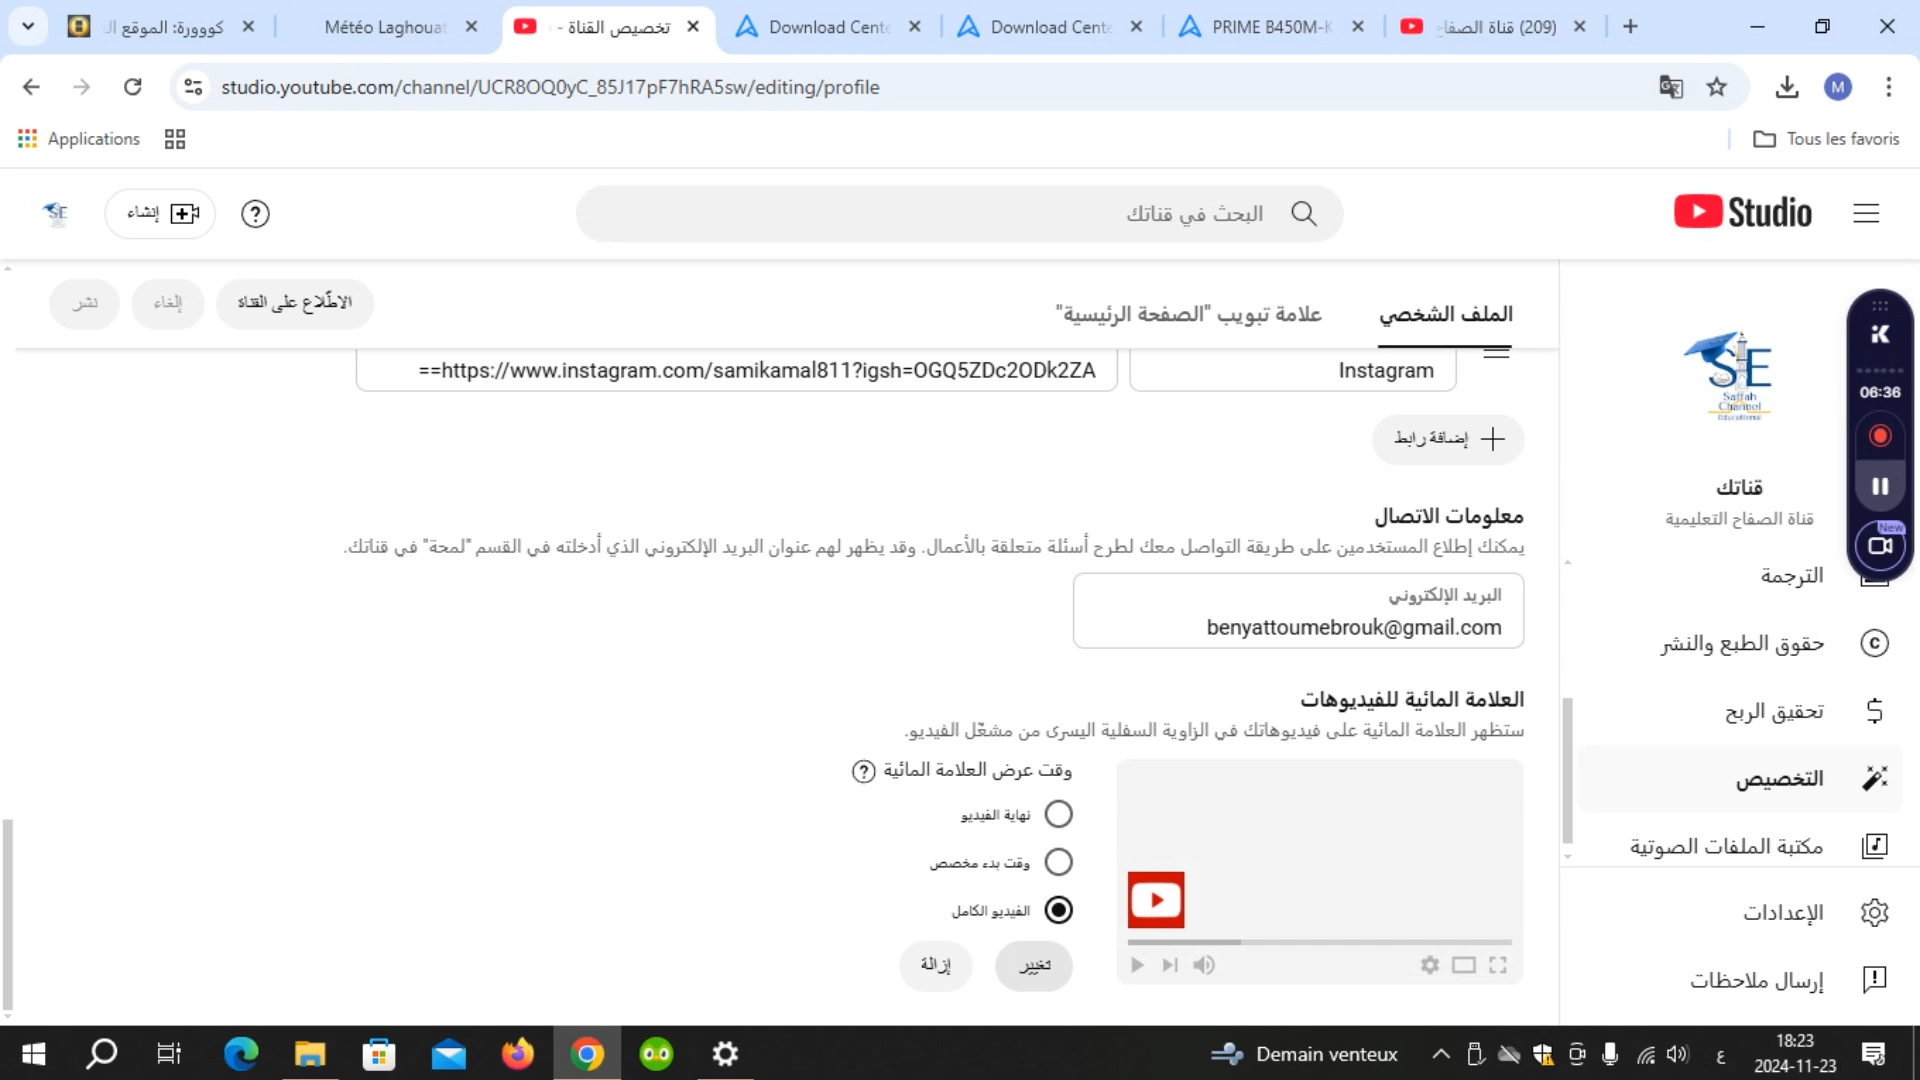 كووورة: الموقع ال
Météo Laghouat
تخصيص القناة -
Download Cente
Download Cente
PRIME B450M-K
(209) قناة الصفاح
studio.youtube.com/channel/UCR8OQ0yC_85J17pF7hRA5sw/editing/profile
M
Applications
Tous les favoris
إنشاء
البحث في قناتك
Studio
نشر
إلغاء
الاطّلاع على القناة
علامة تبويب "الصفحة الرئيسية"
الملف الشخصي
==https://www.instagram.com/samikamal811?igsh=OGQ5ZDc2ODk2ZA
Instagram
إضافة رابط
معلومات الاتصال
يمكنك إطلاع المستخدمين على طريقة التواصل معك لطرح أسئلة متعلقة بالأعمال. وقد يظهر لهم عنوان البريد الإلكتروني الذي أدخلته في القسم "لمحة" في قناتك.
البريد الإلكتروني
benyattoumebrouk@gmail.com
العلامة المائية للفيديوهات
ستظهر العلامة المائية على فيديوهاتك في الزاوية السفلية اليسرى من مشغّل الفيديو.
وقت عرض العلامة المائية
نهاية الفيديو
وقت بدء مخصص
الفيديو الكامل
تغيير
إزالة
SE
Saffah
Channel
Educational
قناتك
قناة الصفاح التعليمية
الترجمة
حقوق الطبع والنشر
تحقيق الربح
التخصيص
مكتبة الملفات الصوتية
الإعدادات
إرسال ملاحظات
06:36
New
Demain venteux
ع
18:23
2024-11-23